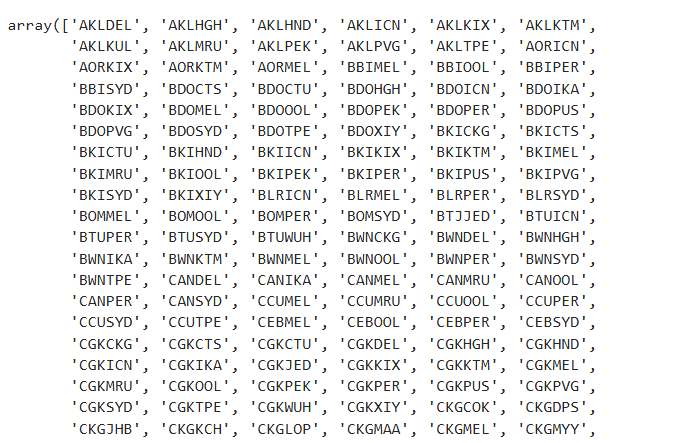 array(['AKLDEL', 'AKLHGH', 'AKLHND', 'AKLICN', 'AKLKIX', 'AKLKTM',
'AKLKUL', 'AKLMRU', 'AKLPEK', 'AKLPVG', 'AKLTPE', 'AORICN',
'AORKIX', 'AORKTM', 'AORMEL', 'BBIMEL', 'BBIOOL', 'BBIPER',
'BBISYD', 'BDOCTS', 'BDOCTU', 'BDOHGH', 'BDOICN', 'BDOIKA',
'BDOKIX', 'BDOMEL', 'BDOOOL', 'BDOPEK', 'BDOPER', 'BDOPUS',
'BDOPVG', 'BDOSYD', 'BDOTPE', 'BDOXIY', 'BKICKG', 'BKICTS',
'BKICTU', 'BKIHND', 'BKIICN', 'BKIKIX', 'BKIKTM', 'BKIMEL',
'BKIMRU', 'BKIOOL', 'BKIPEK', 'BKIPER', 'BKIPUS', 'BKIPVG',
'BKISYD', 'BKIXIY', 'BLRICN', 'BLRMEL', 'BLRPER', 'BLRSYD',
'BOMMEL', 'BOMOOL', 'BOMPER', 'BOMSYD', 'BTJJED', 'BTUICN',
'BTUPER', 'BTUSYD', 'BTUWUH', 'BWNCKG', 'BWNDEL', 'BWNHGH',
'BWNIKA', 'BWNKTM', 'BWNMEL', 'BWNOOL', 'BWNPER', 'BWNSYD',
'BWNTPE', 'CANDEL', 'CANIKA', 'CANMEL', 'CANMRU', 'CANOOL',
'CANPER', 'CANSYD', 'CCUMEL', 'CCUMRU', 'CCUOOL', 'CCUPER',
'CCUSYD', 'CCUTPE', 'CEBMEL', 'CEBOOL', 'CEBPER', 'CEBSYD',
'CGKCKG', 'CGKCTS', 'CGKCTU', 'CGKDEL', 'CGKHGH', 'CGKHND',
'CGKICN', 'CGKIKA', 'CGKJED', 'CGKKIX', 'CGKKTM', 'CGKMEL',
'CGKMRU', 'CGKOOL', 'CGKPEK', 'CGKPER', 'CGKPUS', 'CGKPVG',
'CGKSYD', 'CGKTPE', 'CGKWUH', 'CGKXIY', 'CKGCOK', 'CKGDPS',
'CKGJHB', 'CKGKCH', 'CKGLOP', 'CKGMAA', 'CKGMEL', 'CKGMYY',